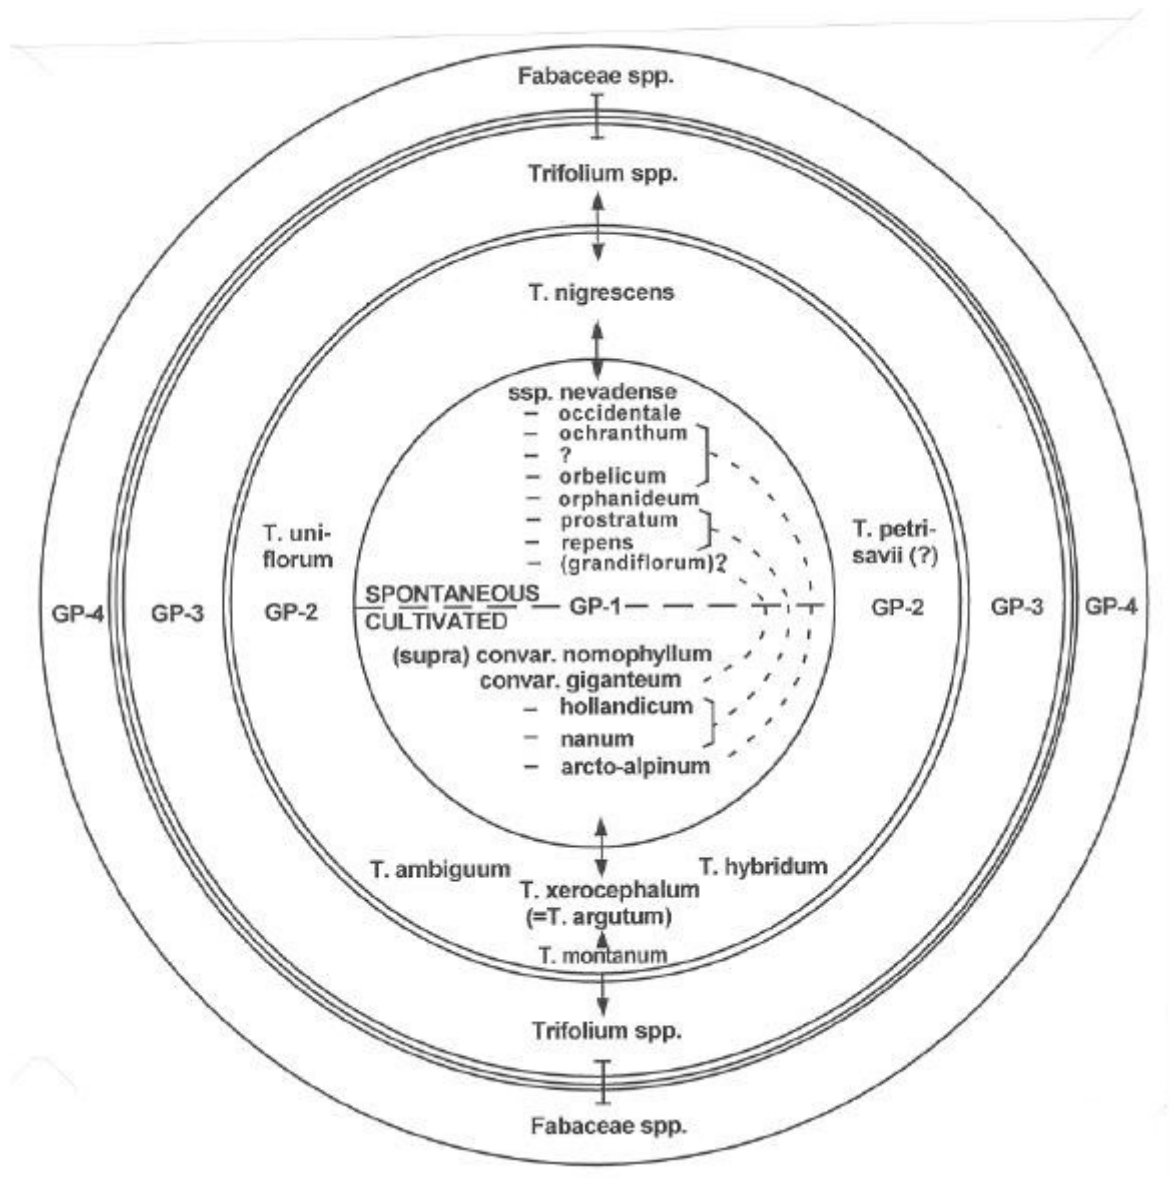 Fabaceae spp.
Trifolium spp.
T. nigrescens
ssp. nevadense
– occidentale
– ochranthum
– ?
– orbelicum
– orphanideum
– prostratum
– repens
– (grandiflorum)?
T. uni-
florum
T. petri-
savii (?)
SPONTANEOUS
GP-4 GP-3 GP-2 GP-1 GP-2 GP-3 GP-4
CULTIVATED
(supra) convar. nomophyllum
convar. giganteum
– hollandicum
– nanum
– arcto-alpinum
T. ambiguum
T. hybridum
T. xerocephalum
(=T. argutum)
T. montanum
Trifolium spp.
Fabaceae spp.